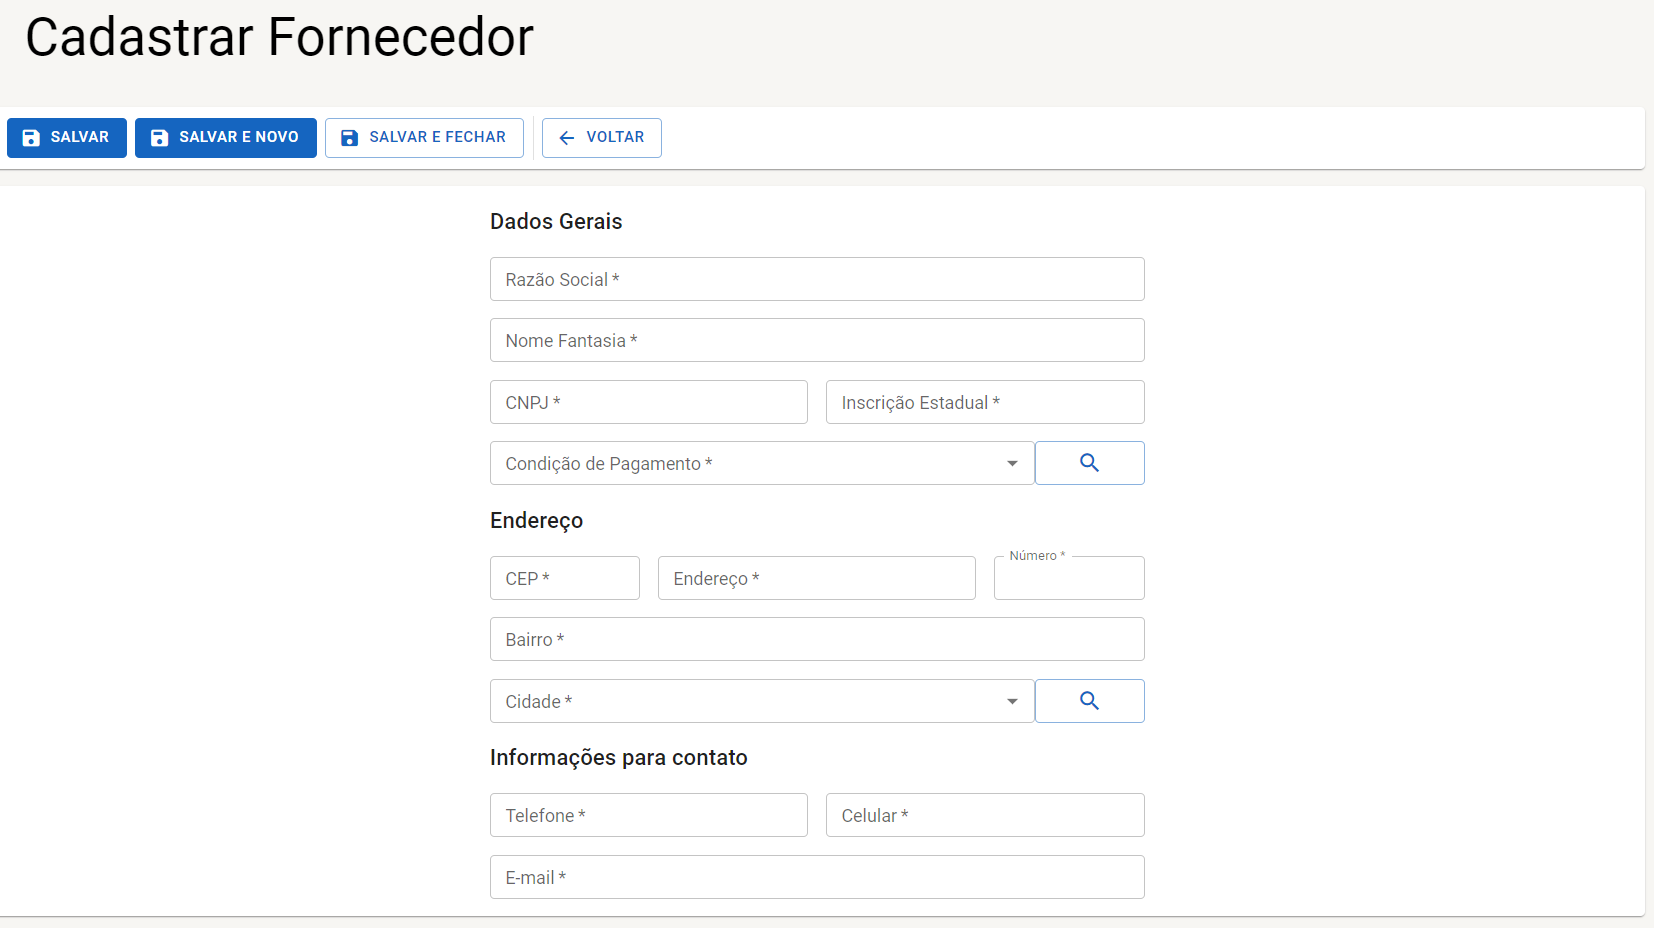 Cadastrar Fornecedor
SALVAR SALVAR E NOVO SALVAR E FECHAR VOLTAR
Dados Gerais
Razão Social *
Nome Fantasia *
CNPJ * Inscrição Estadual *
Condição de Pagamento *
Endereço
CEP * Endereço * Número *
Bairro *
Cidade *
Informações para contato
Telefone * Celular *
E-mail *